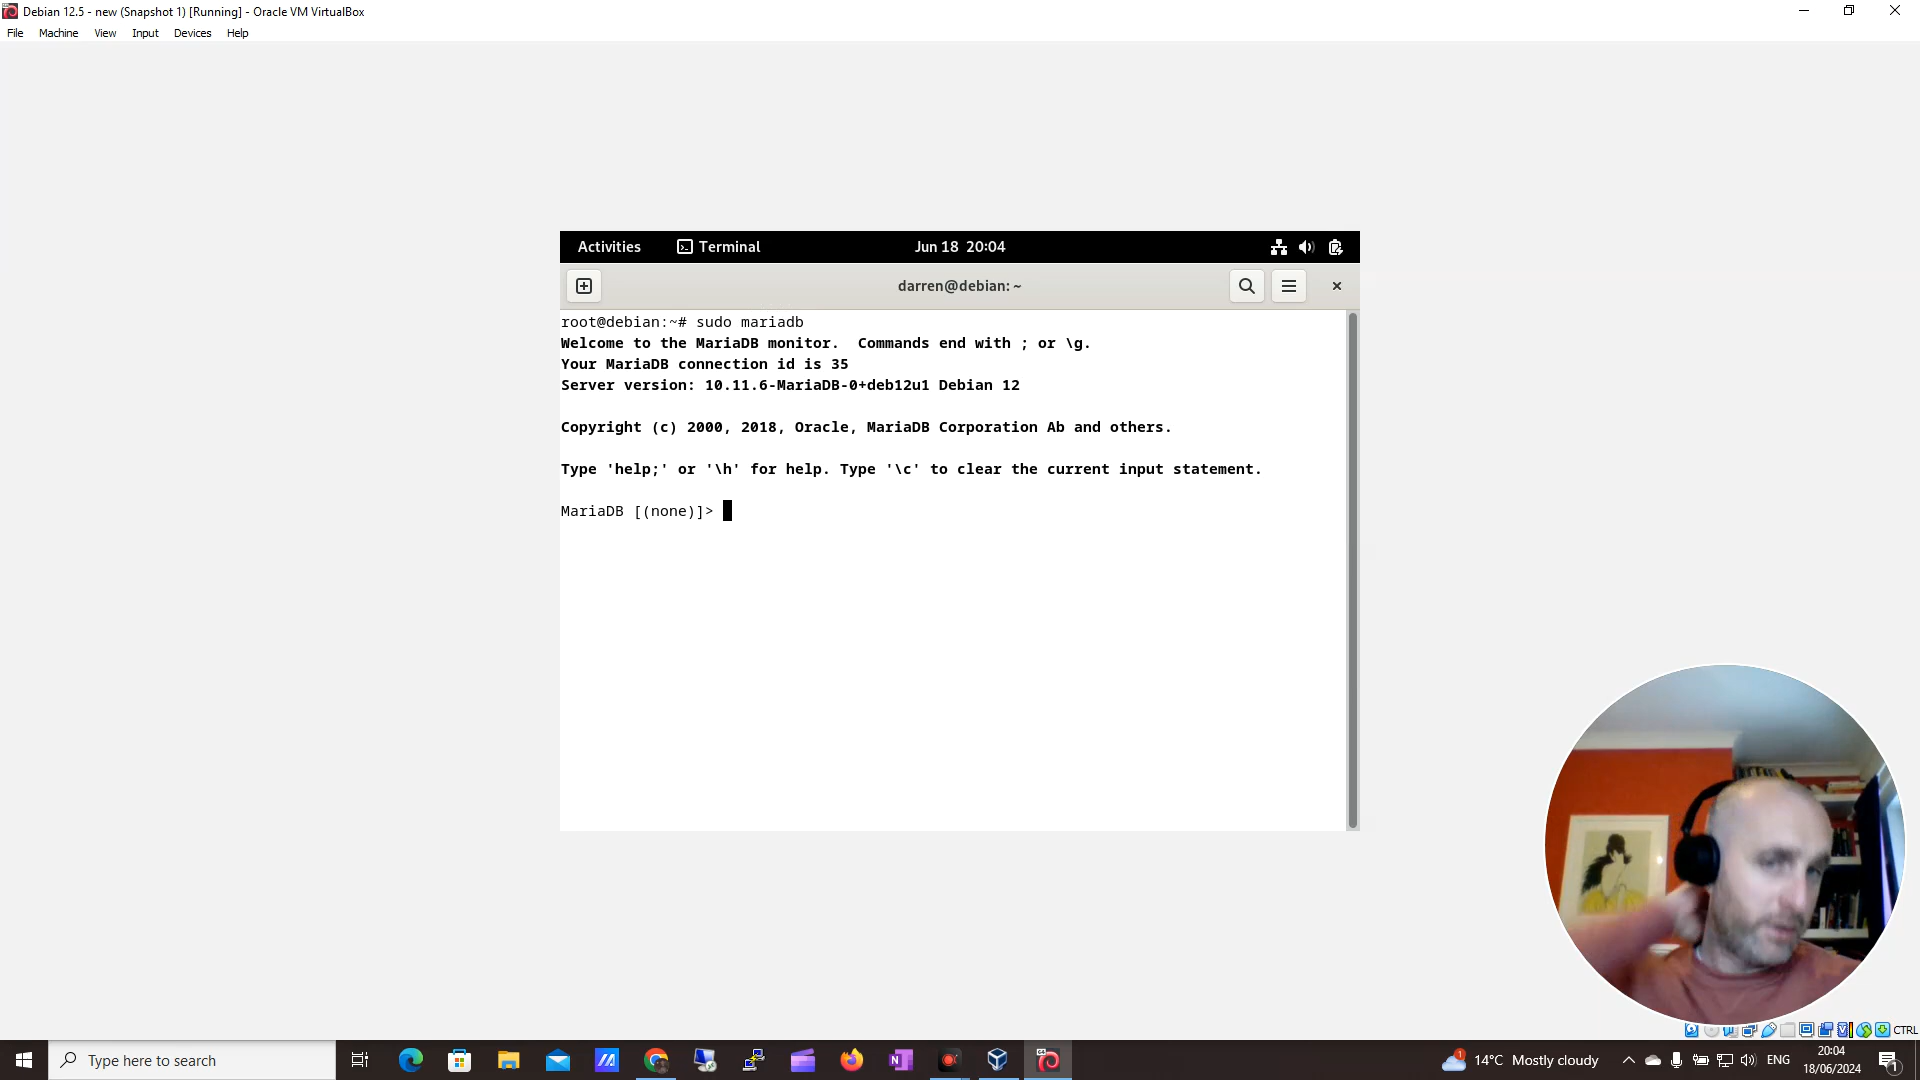 Debian 12.5 - new (Snapshot 1) [Running] - Oracle VM VirtualBox
File Machine View Input Devices Help
Activities Terminal Jun 18 20:04
darren@debian: ~
root@debian:~# sudo mariadb
Welcome to the MariaDB monitor.  Commands end with ; or \g.
Your MariaDB connection id is 35
Server version: 10.11.6-MariaDB-0+deb12u1 Debian 12
Copyright (c) 2000, 2018, Oracle, MariaDB Corporation Ab and others.
Type 'help;' or '\h' for help. Type '\c' to clear the current input statement.
MariaDB [(none)]>
CTRL
Type here to search
1
14°C Mostly cloudy
ENG
20:04
18/06/2024
1